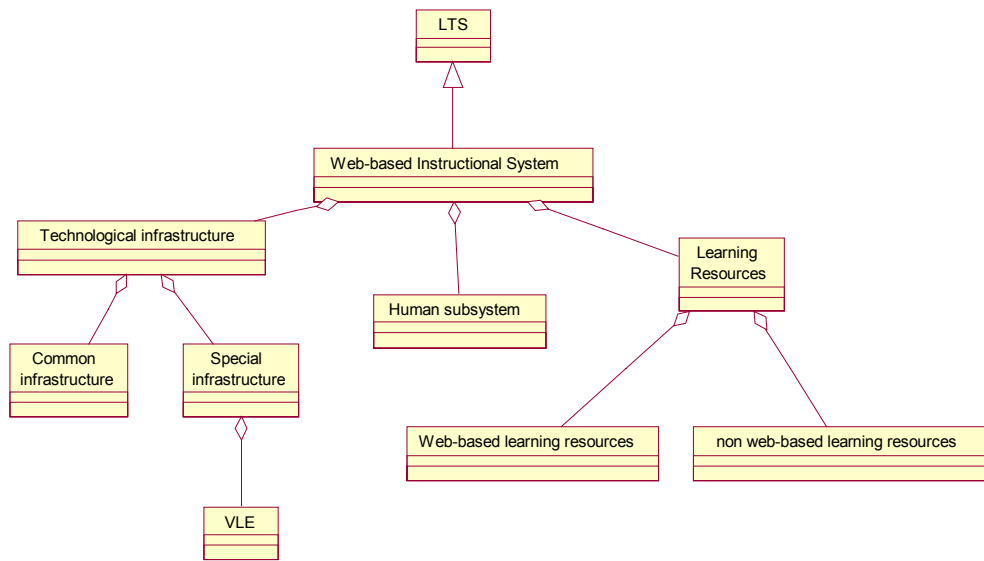 LTS
Web-based Instructional System
Technological infrastructure
Learning
Resources
Human subsystem
Common
infrastructure
Special
infrastructure
Web-based learning resources
non web-based learning resources
VLE